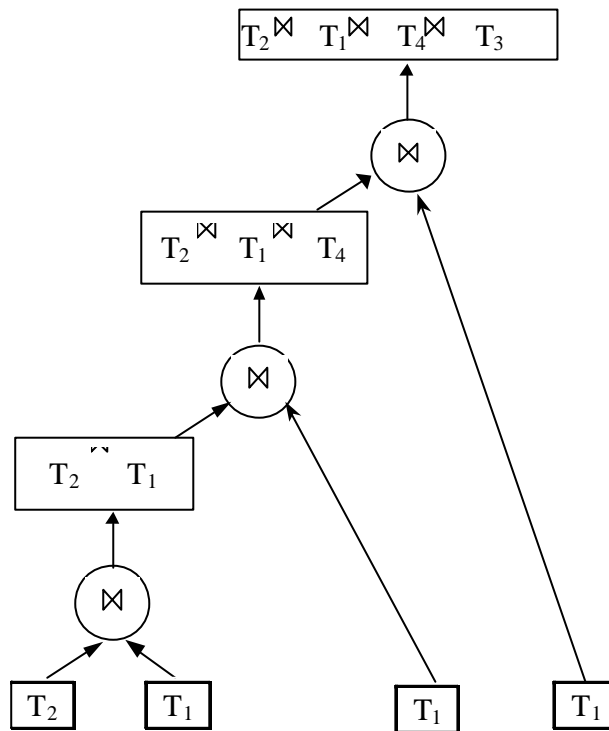 T₂ ⋈ T₁ ⋈ T₄ ⋈ T₃
⋈
T₂ ⋈ T₁ ⋈ T₄
⋈
T₂ ⋈ T₁
⋈
T₂ T₁ T₁ T₁